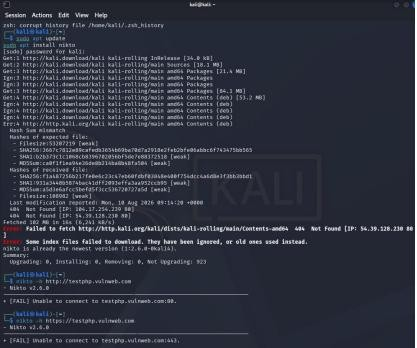 kali@kali: ~
Session Actions Edit View Help
zsh: corrupt history file /home/kali/.zsh_history
(kali㉿kali)-[~]
$ sudo apt update
sudo apt install nikto
[sudo] password for kali:
Get:1 http://kali.download/kali kali-rolling InRelease [34.0 kB]
Get:2 http://kali.download/kali kali-rolling/main Sources [18.1 MB]
Get:3 http://kali.download/kali kali-rolling/main amd64 Packages [21.4 MB]
Ign:3 http://kali.download/kali kali-rolling/main amd64 Packages
Get:3 http://kali.download/kali kali-rolling/main amd64 Packages [84.1 MB]
Get:4 http://kali.download/kali kali-rolling/main amd64 Contents (deb) [53.2 MB]
Ign:4 http://kali.download/kali kali-rolling/main amd64 Contents (deb)
Ign:4 http://kali.download/kali kali-rolling/main amd64 Contents (deb)
Ign:4 http://kali.download/kali kali-rolling/main amd64 Contents (deb)
Err:4 http://http.kali.org/kali kali-rolling/main amd64 Contents (deb)
Hash Sum mismatch
Hashes of expected file:
- Filesize:53207219 [weak]
- SHA256:
- SHA1: [weak]
- MD5Sum: [weak]
Hashes of received file:
- SHA256:
- SHA1: [weak]
- MD5Sum: [weak]
- Filesize:108902 [weak]
Last modification reported: Mon, 10 Aug 2026 09:14:20 +0000
404 Not Found [IP: 104.17.254.239 80]
404 Not Found [IP: 54.39.128.230 80]
Fetched 102 MB in 16s (6,241 kB/s)
Error: Failed to fetch http://http.kali.org/kali/dists/kali-rolling/main/Contents-amd64 404 Not Found [IP: 54.39.128.230 80
]
Error: Some index files failed to download. They have been ignored, or old ones used instead.
nikto is already the newest version (1:2.6.0-0kali4).
Summary:
Upgrading: 0, Installing: 0, Removing: 0, Not Upgrading: 923
(kali㉿kali)-[~]
$ nikto -h http://testphp.vulnweb.com
- Nikto v2.6.0
+ [FAIL] Unable to connect to testphp.vulnweb.com:80.
(kali㉿kali)-[~]
$ nikto -h https://testphp.vulnweb.com
- Nikto v2.6.0
+ [FAIL] Unable to connect to testphp.vulnweb.com:443.
KALI